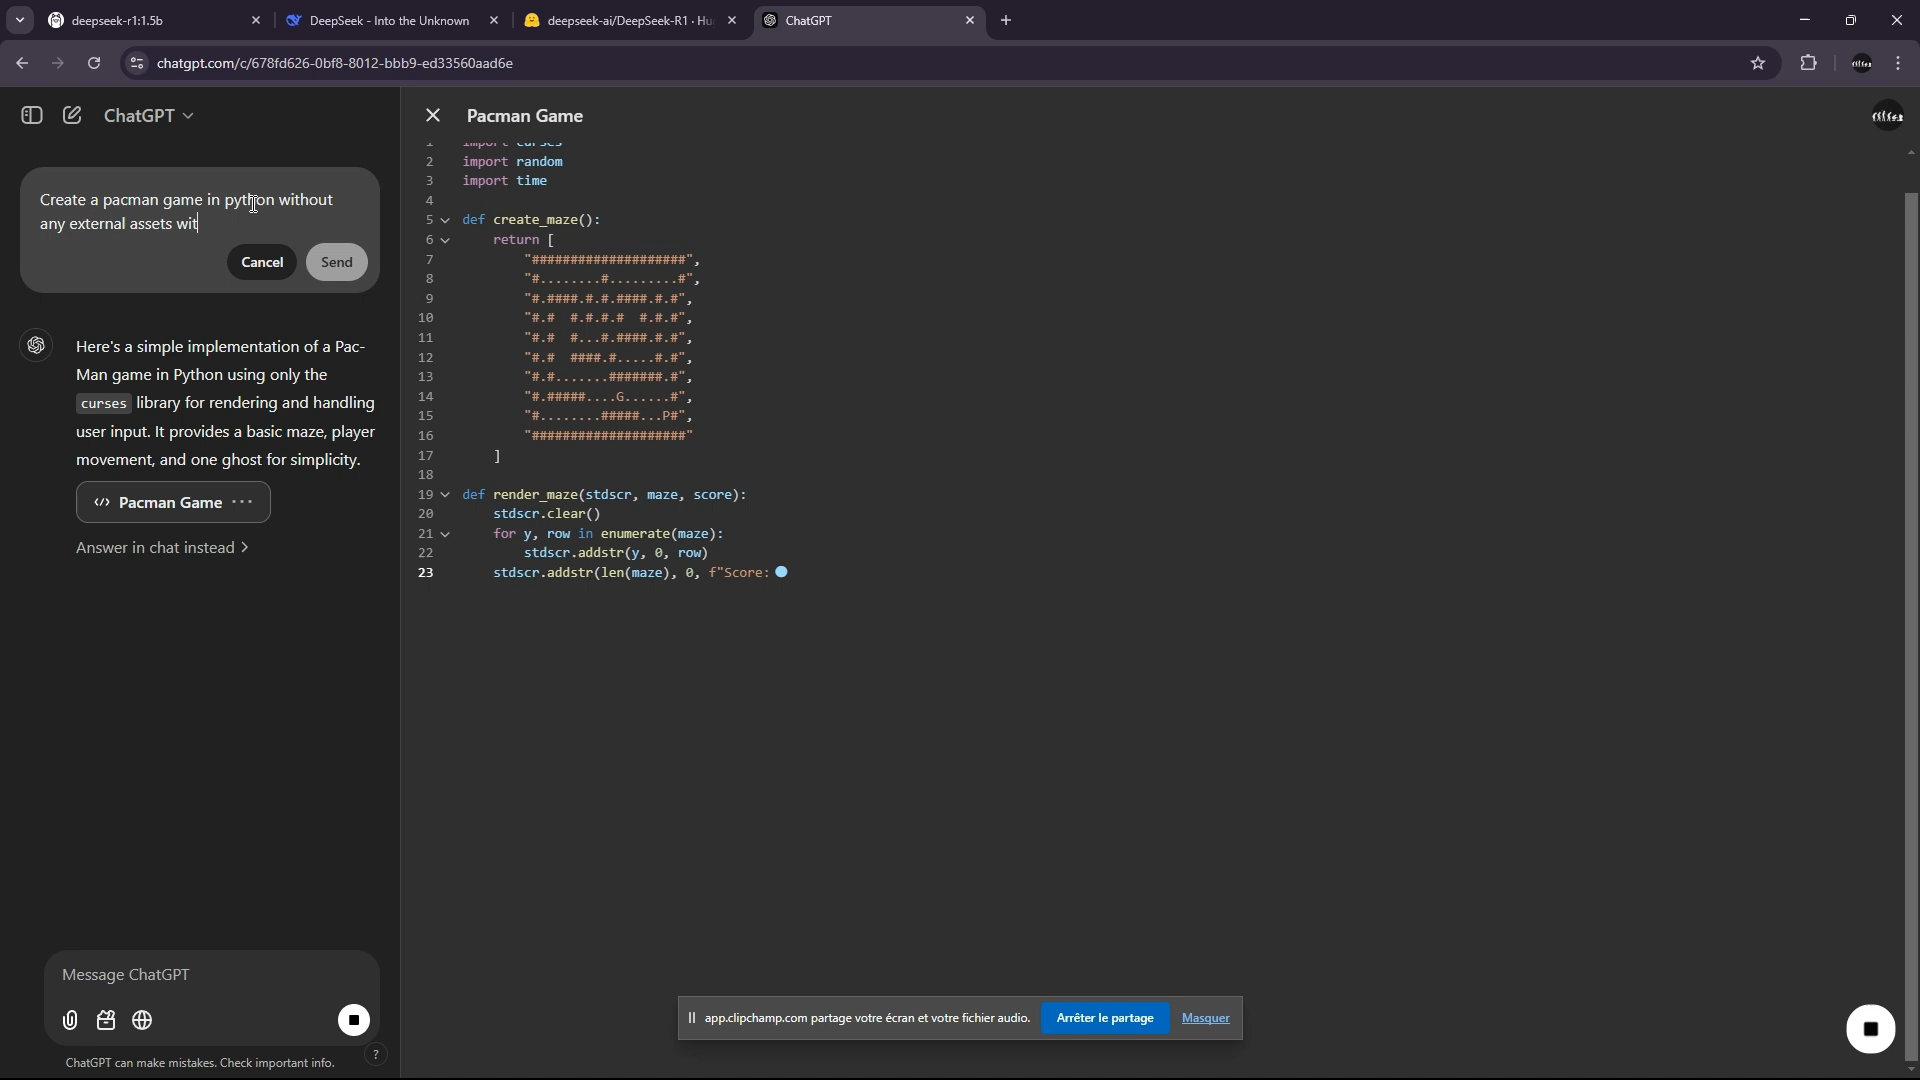 deepseek-r1:1.5b
DeepSeek - Into the Unknown
deepseek-ai/DeepSeek-R1 · Hu
ChatGPT
chatgpt.com/c/678fd626-0bf8-8012-bbb9-ed33560aad6e
ChatGPT
Create a pacman game in python without
any external assets wit
Cancel
Send
Here's a simple implementation of a Pac-
Man game in Python using only the
curses library for rendering and handling
user input. It provides a basic maze, player
movement, and one ghost for simplicity.
</> Pacman Game ···
Answer in chat instead >
Message ChatGPT
ChatGPT can make mistakes. Check important info.
?
Pacman Game
1 import curses
2 import random
3 import time
4
5 def create_maze():
6 return [
7 "####################",
8 "#........#.........#",
9 "#.####.#.#.####.#.#",
10 "#.#  #.#.#.#  #.#.#",
11 "#.#  #...#.####.#.#",
12 "#.#  ####.#.....#.#",
13 "#.#.......#######.#",
14 "#.#####....G......#",
15 "#........#####...P#",
16 "####################"
17 ]
18
19 def render_maze(stdscr, maze, score):
20 stdscr.clear()
21 for y, row in enumerate(maze):
22 stdscr.addstr(y, 0, row)
23 stdscr.addstr(len(maze), 0, f"Score:
app.clipchamp.com partage votre écran et votre fichier audio.
Arrêter le partage
Masquer